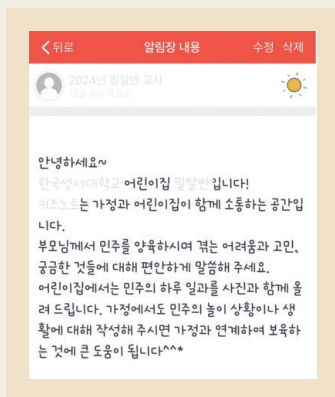 뒤로 알림장 내용 수정 삭제
2024년 밀알반 교사
안녕하세요~
한국성서대학교 어린이집 밀알반입니다!
키즈노트는 가정과 어린이집이 함께 소통하는 공간입
니다.
부모님께서 민주를 양육하시며 겪는 어려움과 고민,
궁금한 것들에 대해 편안하게 말씀해 주세요.
어린이집에서는 민주의 하루 일과를 사진과 함께 올
려 드립니다. 가정에서도 민주의 놀이 상황이나 생
활에 대해 작성해 주시면 가정과 연계하여 보육하
는 것에 큰 도움이 됩니다^^*